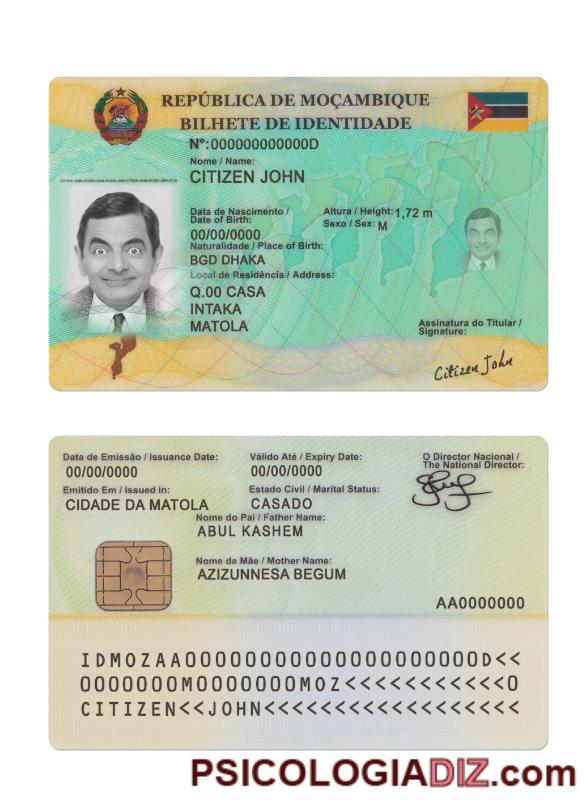 REPÚBLICA DE MOÇAMBIQUE
BILHETE DE IDENTIDADE
Nº:000000000000D
Nome / Name:
CITIZEN JOHN
Data de Nascimento /
Date of Birth:
00/00/0000
Altura / Height: 1,72 m
Sexo / Sex: M
Naturalidade / Place of Birth:
BGD DHAKA
Local de Residência / Address:
Q.00 CASA
INTAKA
MATOLA
Assinatura do Titular /
Signature:
Citizen John
Data de Emissão / Issuance Date:
00/00/0000
Válido Até / Expiry Date:
00/00/0000
O Director Nacional /
The National Director:
Emitido Em / Issued in:
CIDADE DA MATOLA
Estado Civil / Marital Status:
CASADO
Nome do Pai / Father Name:
ABUL KASHEM
Nome da Mãe / Mother Name:
AZIZUNNESA BEGUM
AA0000000
IDMOZAA000000000000000000000D<<
0000000M0000000MOZ<<<<<<<<<<<0
CITIZEN<<JOHN<<<<<<<<<<<<<<<<<<
PSICOLOGIADIZ.com